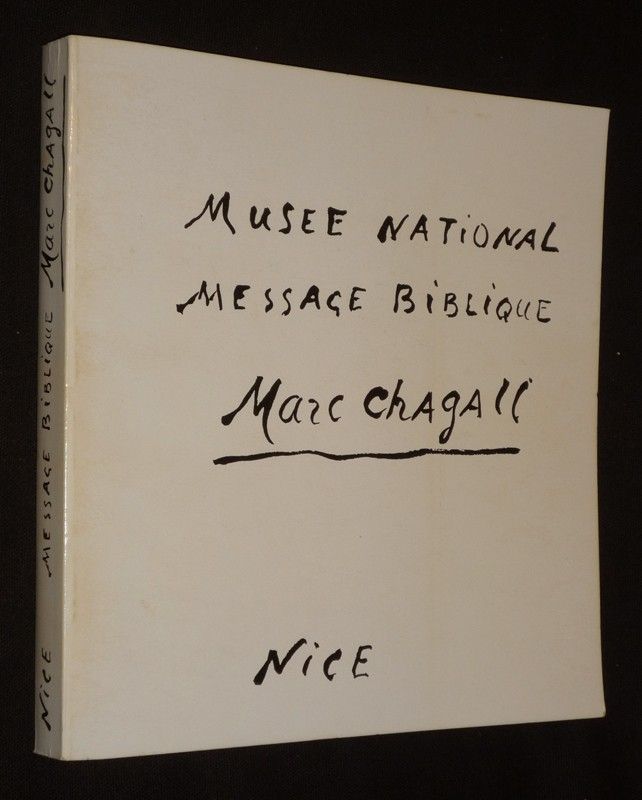 MUSEE NATiONAL
MESSAGE BiBLiQUE
Marc ChAgAll
NiCE
NiCE MESSAGE BiBLiQUE Marc ChAgAll